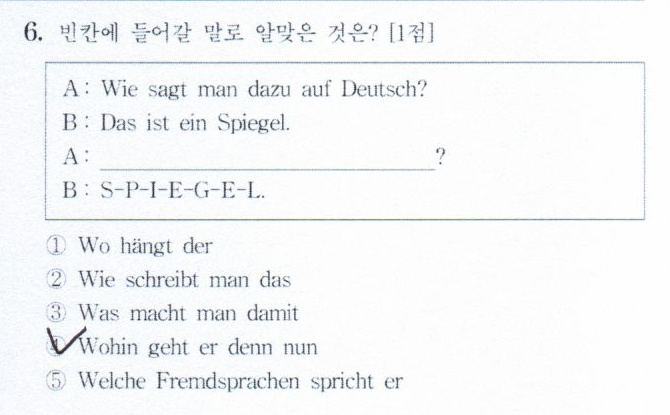 6. 빈칸에 들어갈 말로 알맞은 것은? [1점]
A : Wie sagt man dazu auf Deutsch?
B : Das ist ein Spiegel.
A : ______________________________?
B : S-P-I-E-G-E-L.
① Wo hängt der
② Wie schreibt man das
③ Was macht man damit
④ Wohin geht er denn nun
⑤ Welche Fremdsprachen spricht er